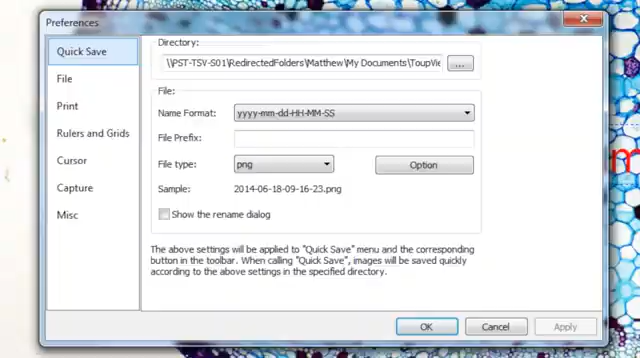 Preferences
Quick Save
File
Print
Rulers and Grids
Cursor
Capture
Misc
Directory:
\\PST-TSV-S01\RedirectedFolders\Matthew\My Documents\ToupVie
...
File:
Name Format: yyyy-mm-dd-HH-MM-SS
File Prefix:
File type: png Option
Sample: 2014-06-18-09-16-23.png
Show the rename dialog
The above settings will be applied to "Quick Save" menu and the corresponding
button in the toolbar. When calling "Quick Save", images will be saved quickly
according to the above settings in the specified directory.
OK Cancel Apply
m